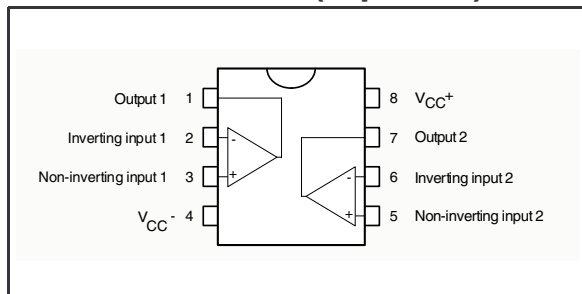 Output 1 1
Inverting input 1 2
Non-inverting input 1 3
VCC - 4
8 VCC+
7 Output 2
6 Inverting input 2
5 Non-inverting input 2
-
+
-
+